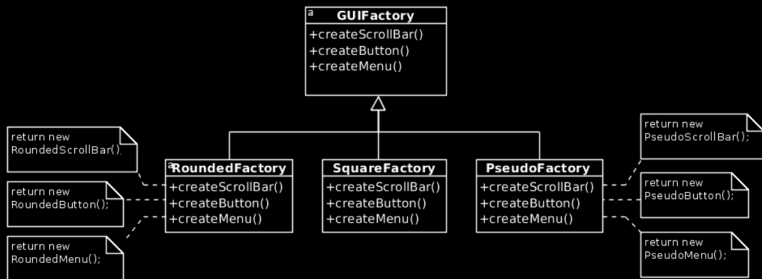 a
GUIFactory
+createScrollBar()
+createButton()
+createMenu()
return new
RoundedScrollBar().
return new
RoundedButton();
return new
RoundedMenu();
a
RoundedFactory
+createScrollBar()
+createButton()
+createMenu()
SquareFactory
+createScrollBar()
+createButton()
+createMenu()
PseudoFactory
+createScrollBar()
+createButton()
+createMenu()
return new
PseudoScrollBar();
return new
PseudoButton();
return new
PseudoMenu();